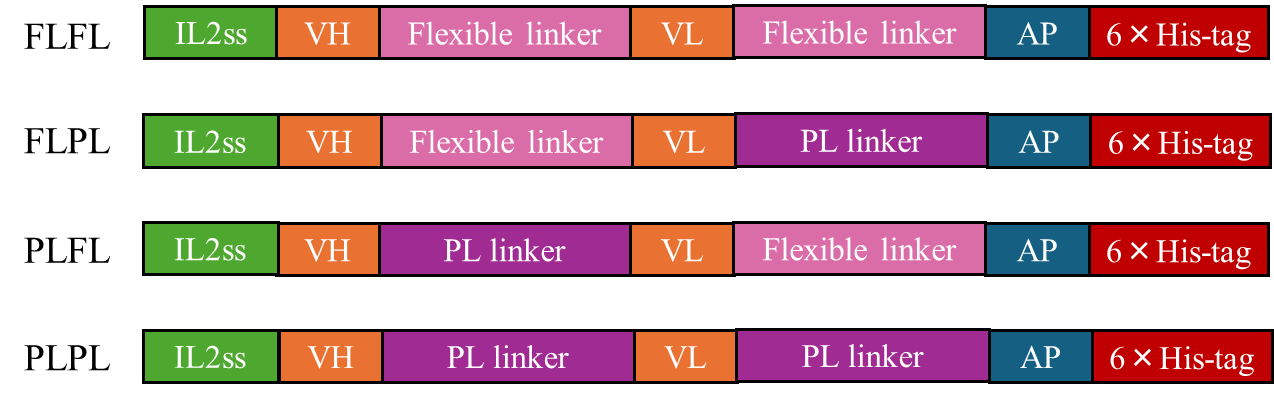 FLFL IL2ss VH Flexible linker VL Flexible linker AP 6 × His-tag
FLPL IL2ss VH Flexible linker VL PL linker AP 6 × His-tag
PLFL IL2ss VH PL linker VL Flexible linker AP 6 × His-tag
PLPL IL2ss VH PL linker VL PL linker AP 6 × His-tag